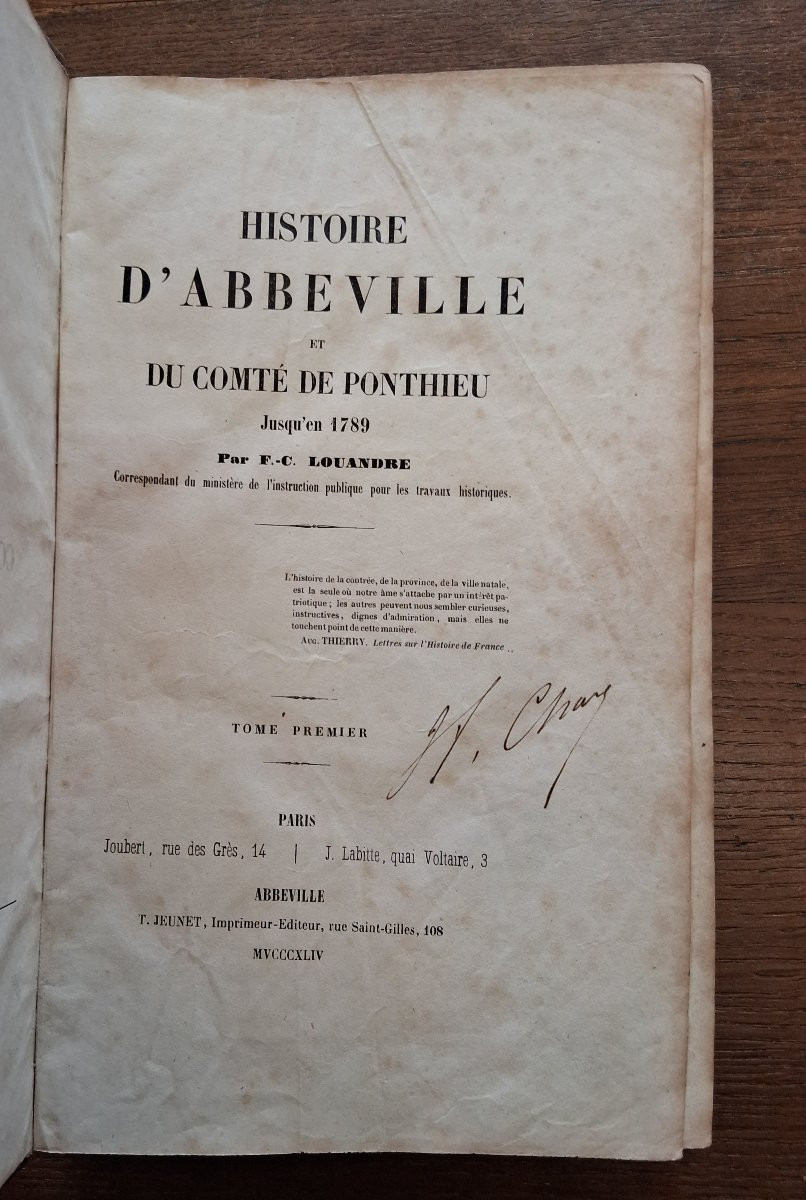 HISTOIRE
D'ABBEVILLE
ET
DU COMTÉ DE PONTHIEU
Jusqu'en 1789
Par F.-C. LOUANDRE
Correspondant du ministère de l'instruction publique pour les travaux historiques.
L'histoire de la contrée, de la province, de la ville natale,
est la seule où notre âme s'attache par un intérêt pa-
triotique; les autres peuvent nous sembler curieuses,
instructives, dignes d'admiration, mais elles ne
touchent point de cette manière.
AUG. THIERRY. Lettres sur l'Histoire de France.
TOME PREMIER
PARIS
Joubert, rue des Grès, 14 | J. Labitte, quai Voltaire, 3
ABBEVILLE
T. JEUNET, Imprimeur-Editeur, rue Saint-Gilles, 108
MVCCCXLIV